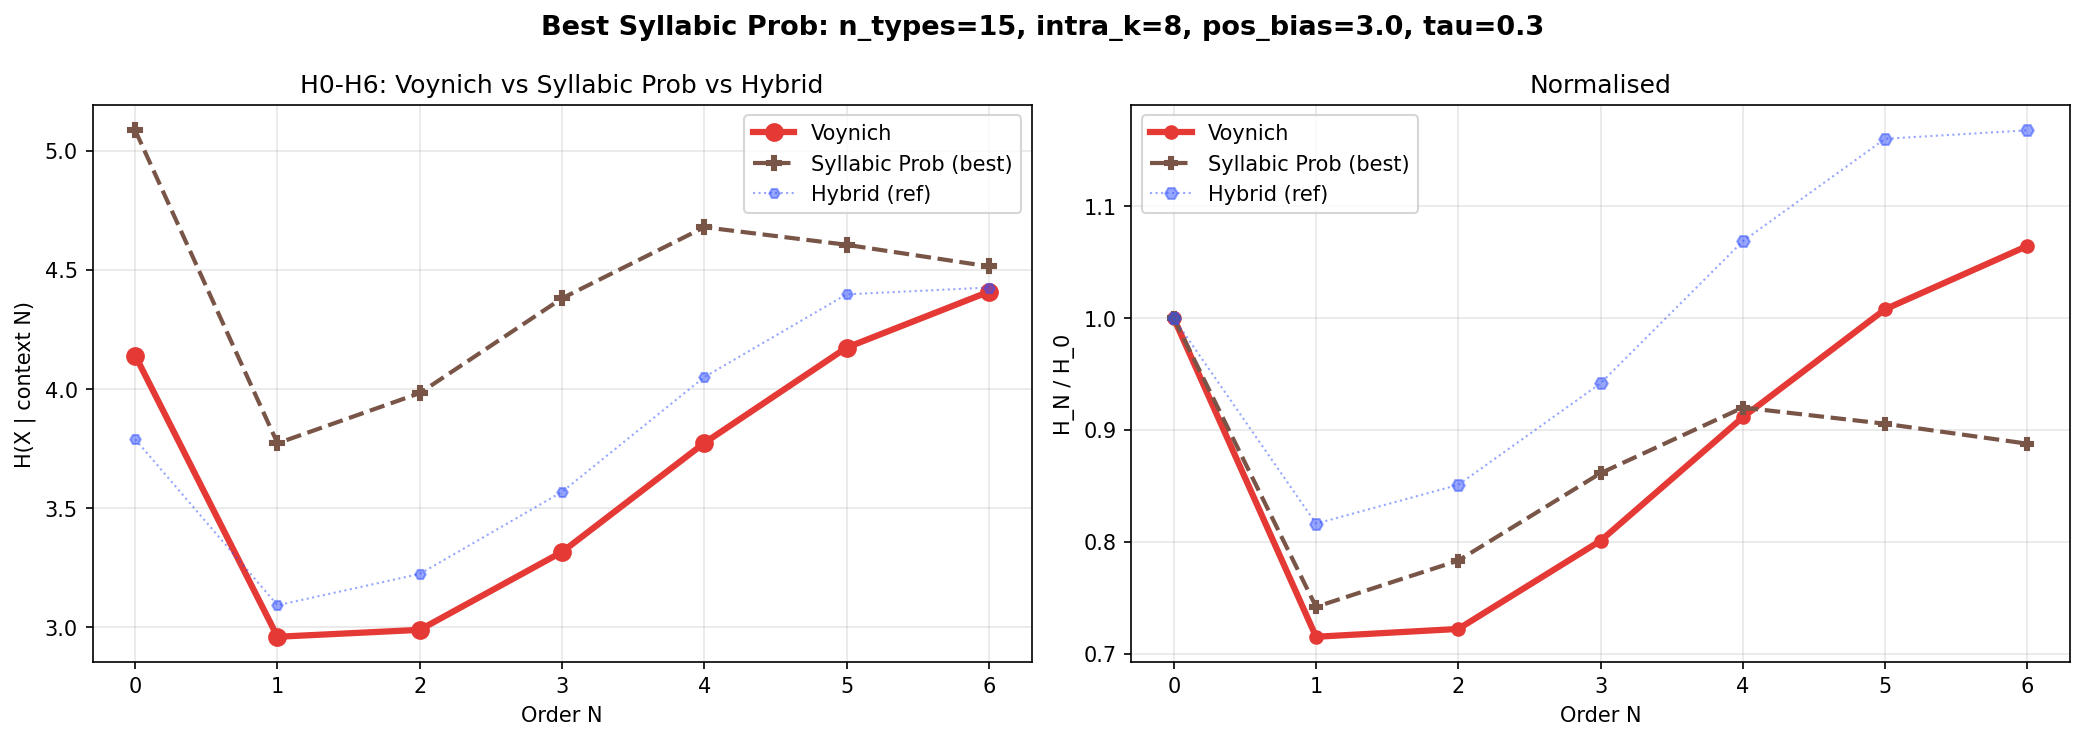 Best Syllabic Prob: n_types=15, intra_k=8, pos_bias=3.0, tau=0.3
H0-H6: Voynich vs Syllabic Prob vs Hybrid
H(X | context N)
5.0
4.5
4.0
3.5
3.0
Voynich
Syllabic Prob (best)
Hybrid (ref)
0 1 2 3 4 5 6
Order N
Normalised
H_N / H_0
1.1
1.0
0.9
0.8
0.7
Voynich
Syllabic Prob (best)
Hybrid (ref)
0 1 2 3 4 5 6
Order N